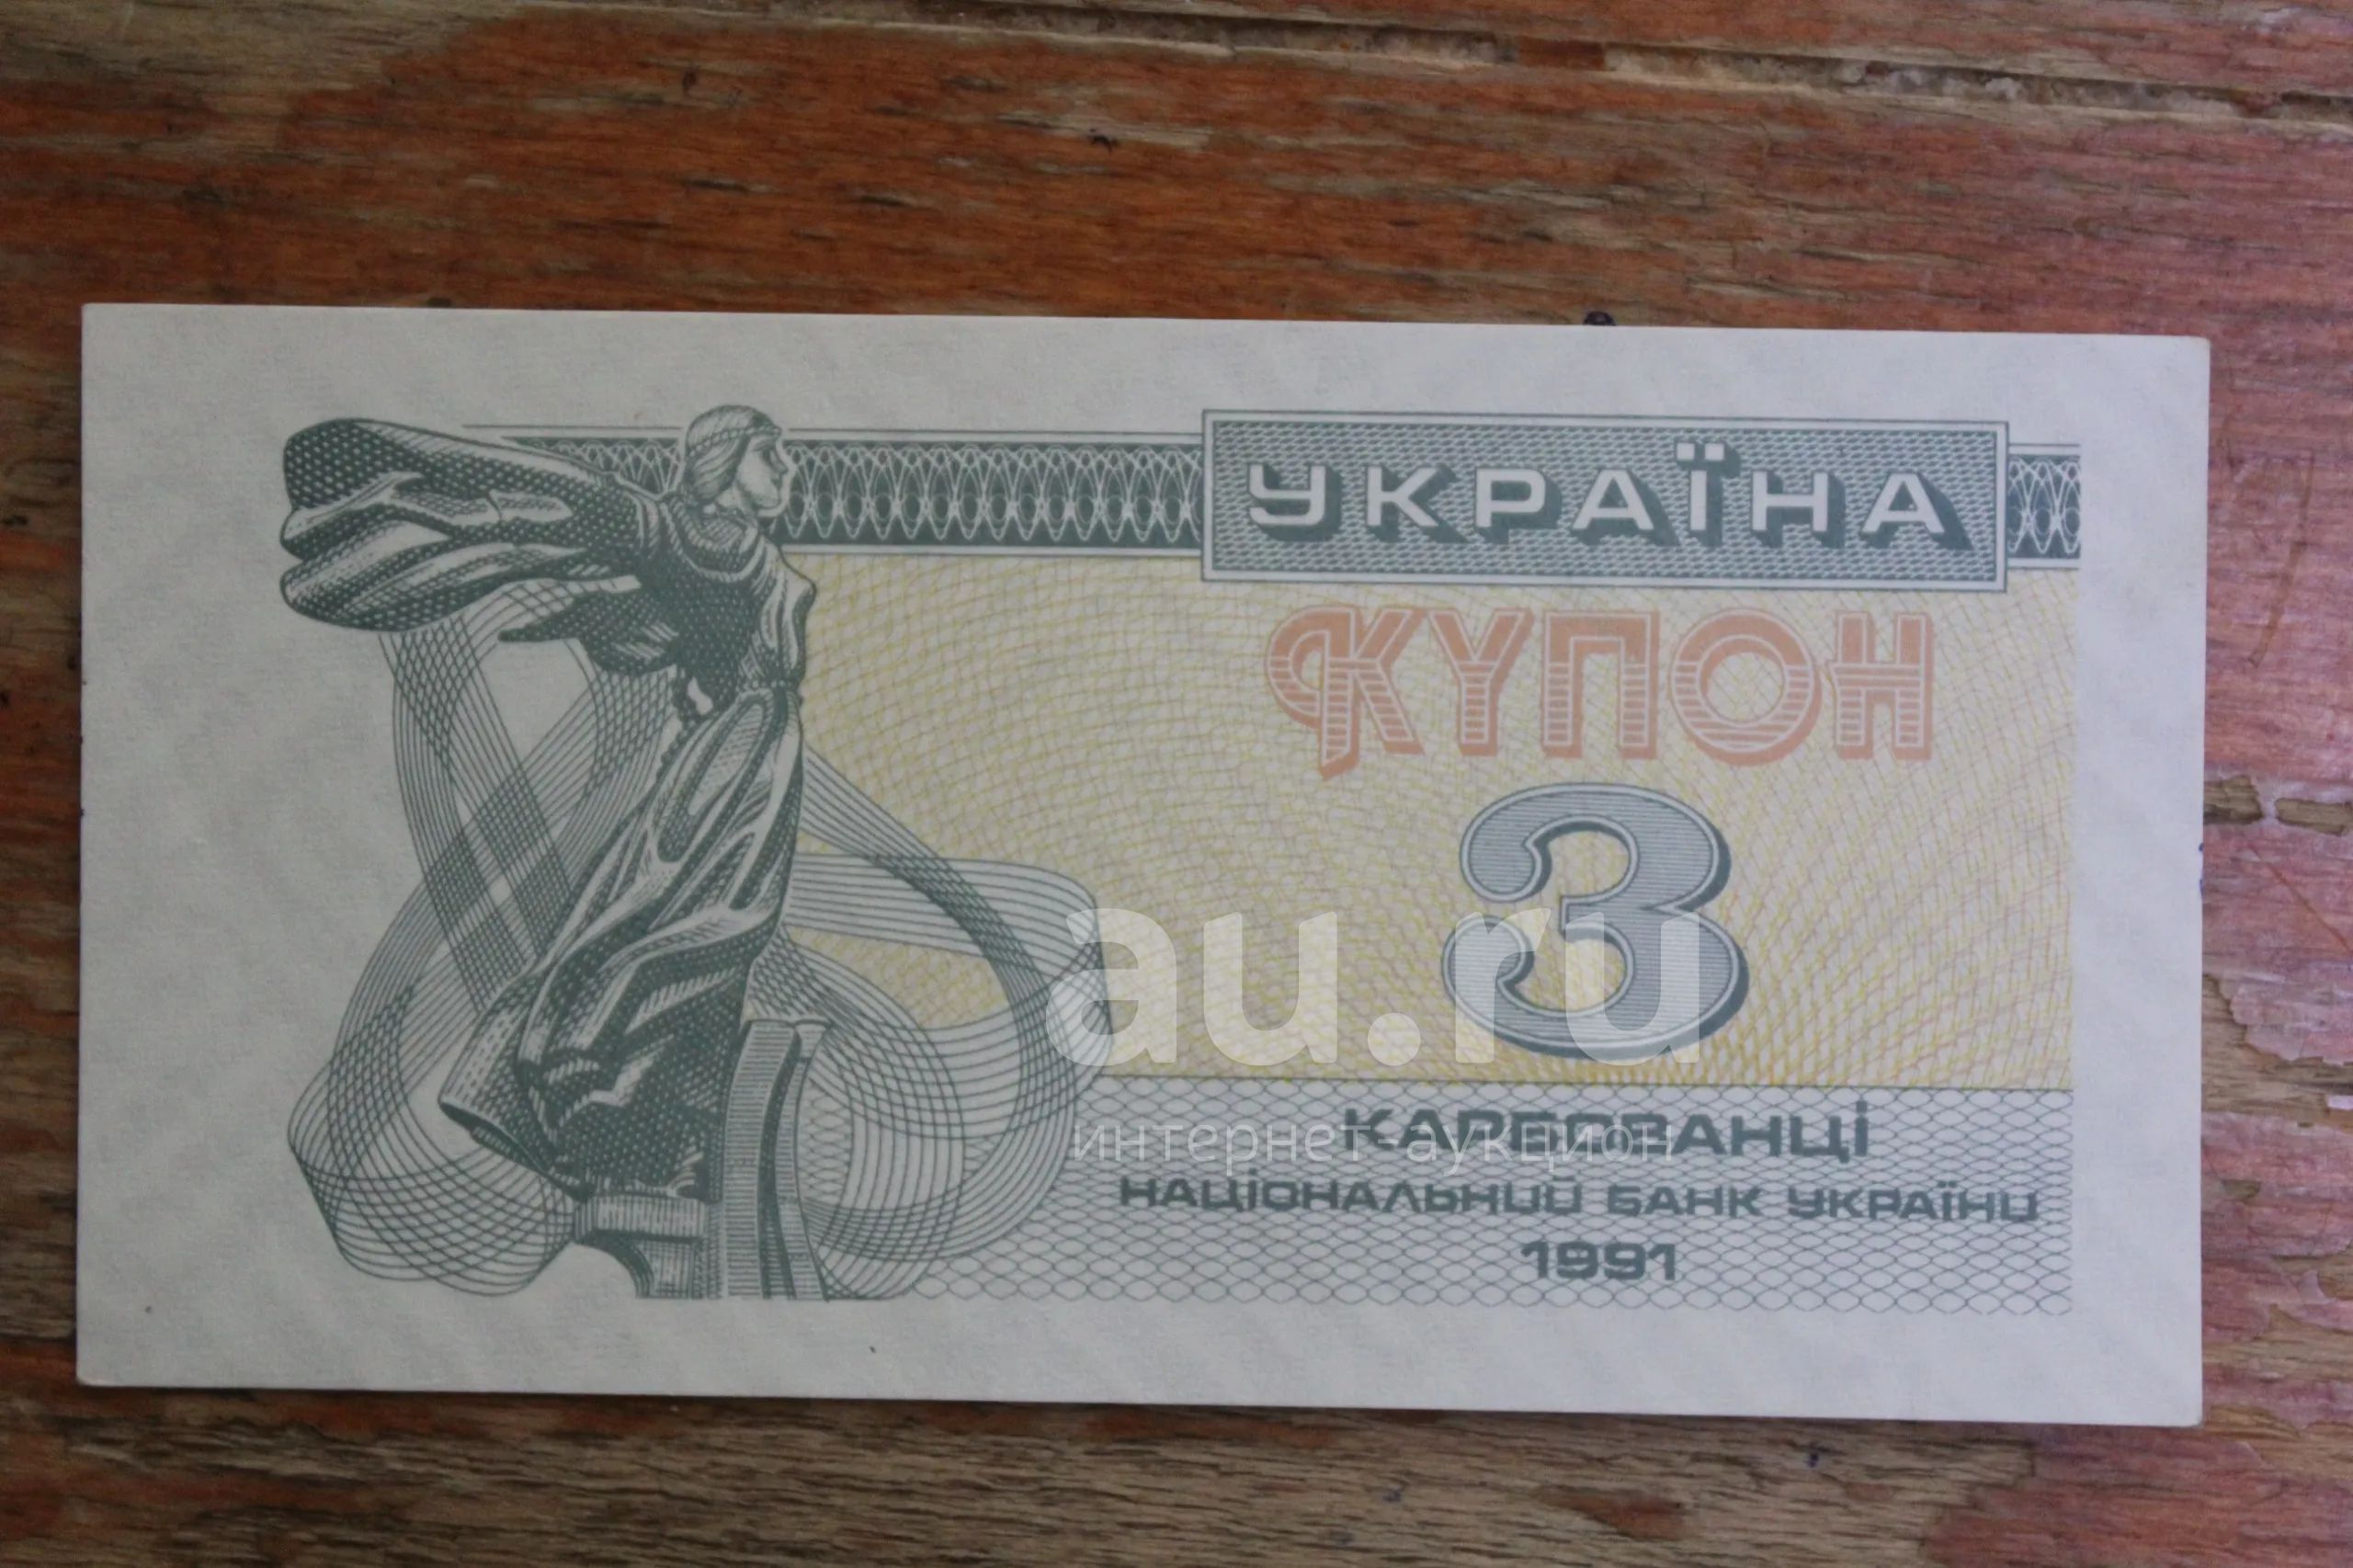 УКРАЇНА
КУПОН
3
au.ru
КАРБОВАНЦІ
интернет аукцион
НАЦІОНАЛЬНИЙ БАНК УКРАЇНИ
1991